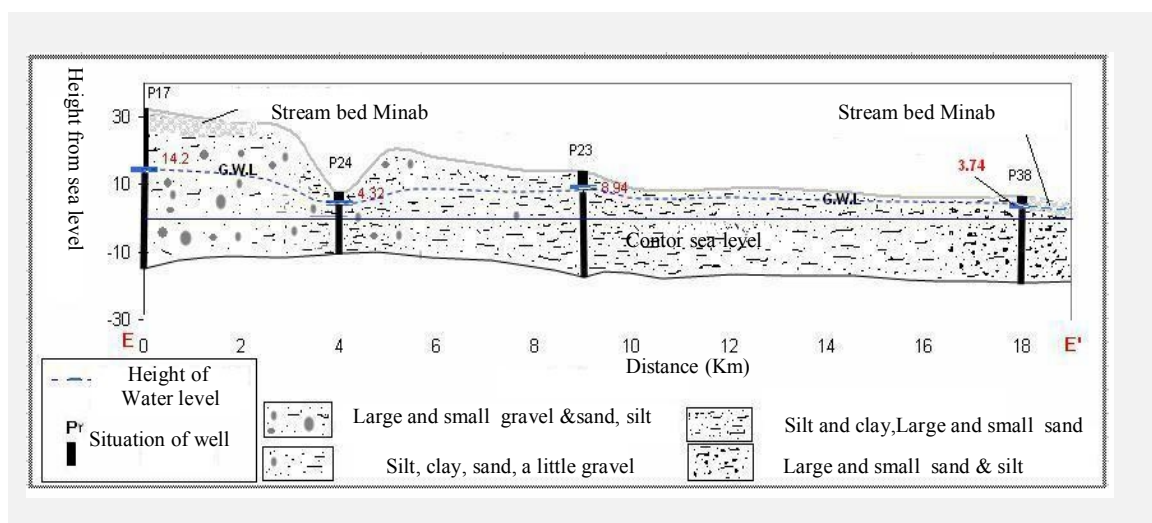 Height from sea level
P17
Stream bed Minab
Stream bed Minab
30
14.2
G.W.L
P24
P23
3.74
P38
10
4.32
8.94
G.W.L
Contor sea level
-10
-30
E
0
2
4
6
8
10
12
14
16
18
E'
Distance (Km)
Height of
Water level
Situation of well
Large and small gravel &sand, silt
Silt, clay, sand, a little gravel
Silt and clay,Large and small sand
Large and small sand & silt